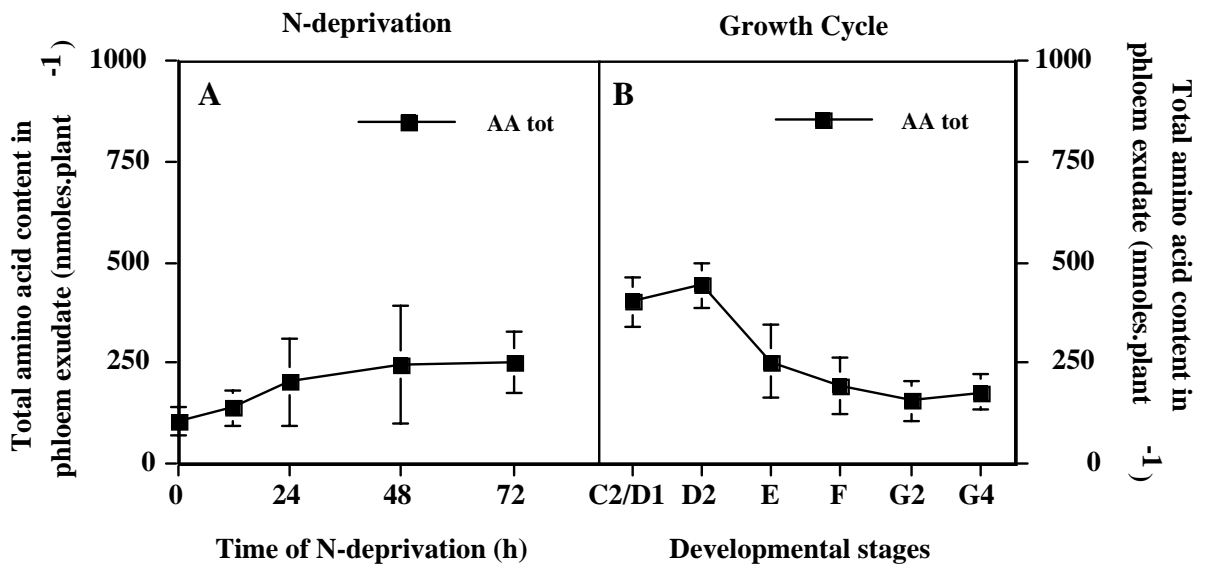 N-deprivation
Growth Cycle
Total amino acid content in
phloem exudate (nmoles.plant -1)
1000
750
500
250
0
A
AA tot
0 24 48 72
Time of N-deprivation (h)
B
AA tot
C2/D1 D2 E F G2 G4
Developmental stages
1000
750
500
250
0
Total amino acid content in
phloem exudate (nmoles.plant -1)